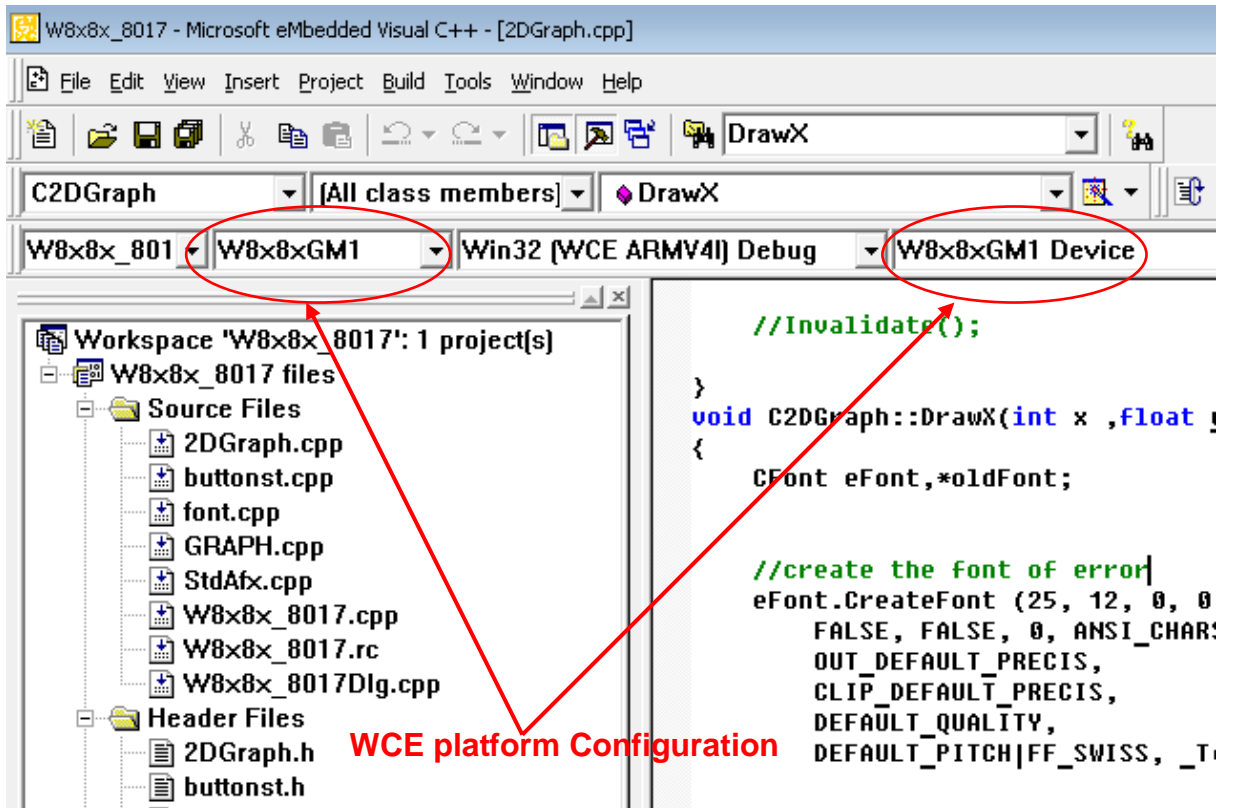 W8x8x_8017 - Microsoft eMbedded Visual C++ - [2DGraph.cpp]
File Edit View Insert Project Build Tools Window Help
DrawX
C2DGraph [All class members] DrawX
W8x8x_801 W8x8xGM1 Win32 (WCE ARMV4I) Debug W8x8xGM1 Device
Workspace 'W8x8x_8017': 1 project(s)
W8x8x_8017 files
Source Files
2DGraph.cpp
buttonst.cpp
font.cpp
GRAPH.cpp
StdAfx.cpp
W8x8x_8017.cpp
W8x8x_8017.rc
W8x8x_8017Dlg.cpp
Header Files
2DGraph.h
buttonst.h
//Invalidate();
}
void C2DGraph::DrawX(int x ,float
{
CFont eFont,*oldFont;
//create the font of error
eFont.CreateFont (25, 12, 0, 0
FALSE, FALSE, 0, ANSI_CHARS
OUT_DEFAULT_PRECIS,
CLIP_DEFAULT_PRECIS,
DEFAULT_QUALITY,
DEFAULT_PITCH|FF_SWISS,
WCE platform Configuration